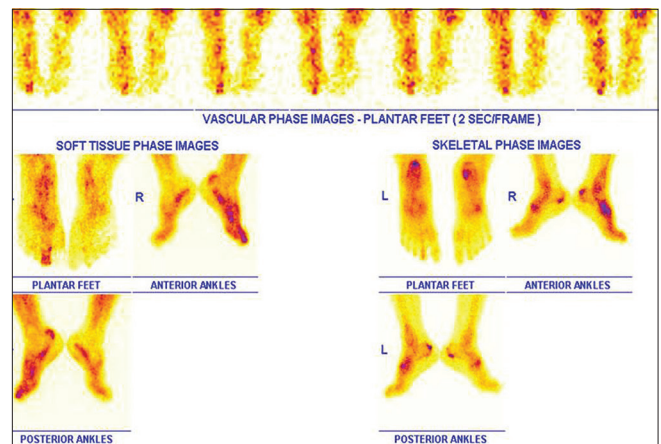 VASCULAR PHASE IMAGES - PLANTAR FEET ( 2 SEC/FRAME )
SOFT TISSUE PHASE IMAGES
R
PLANTAR FEET
ANTERIOR ANKLES
POSTERIOR ANKLES
SKELETAL PHASE IMAGES
L
R
PLANTAR FEET
ANTERIOR ANKLES
L
POSTERIOR ANKLES